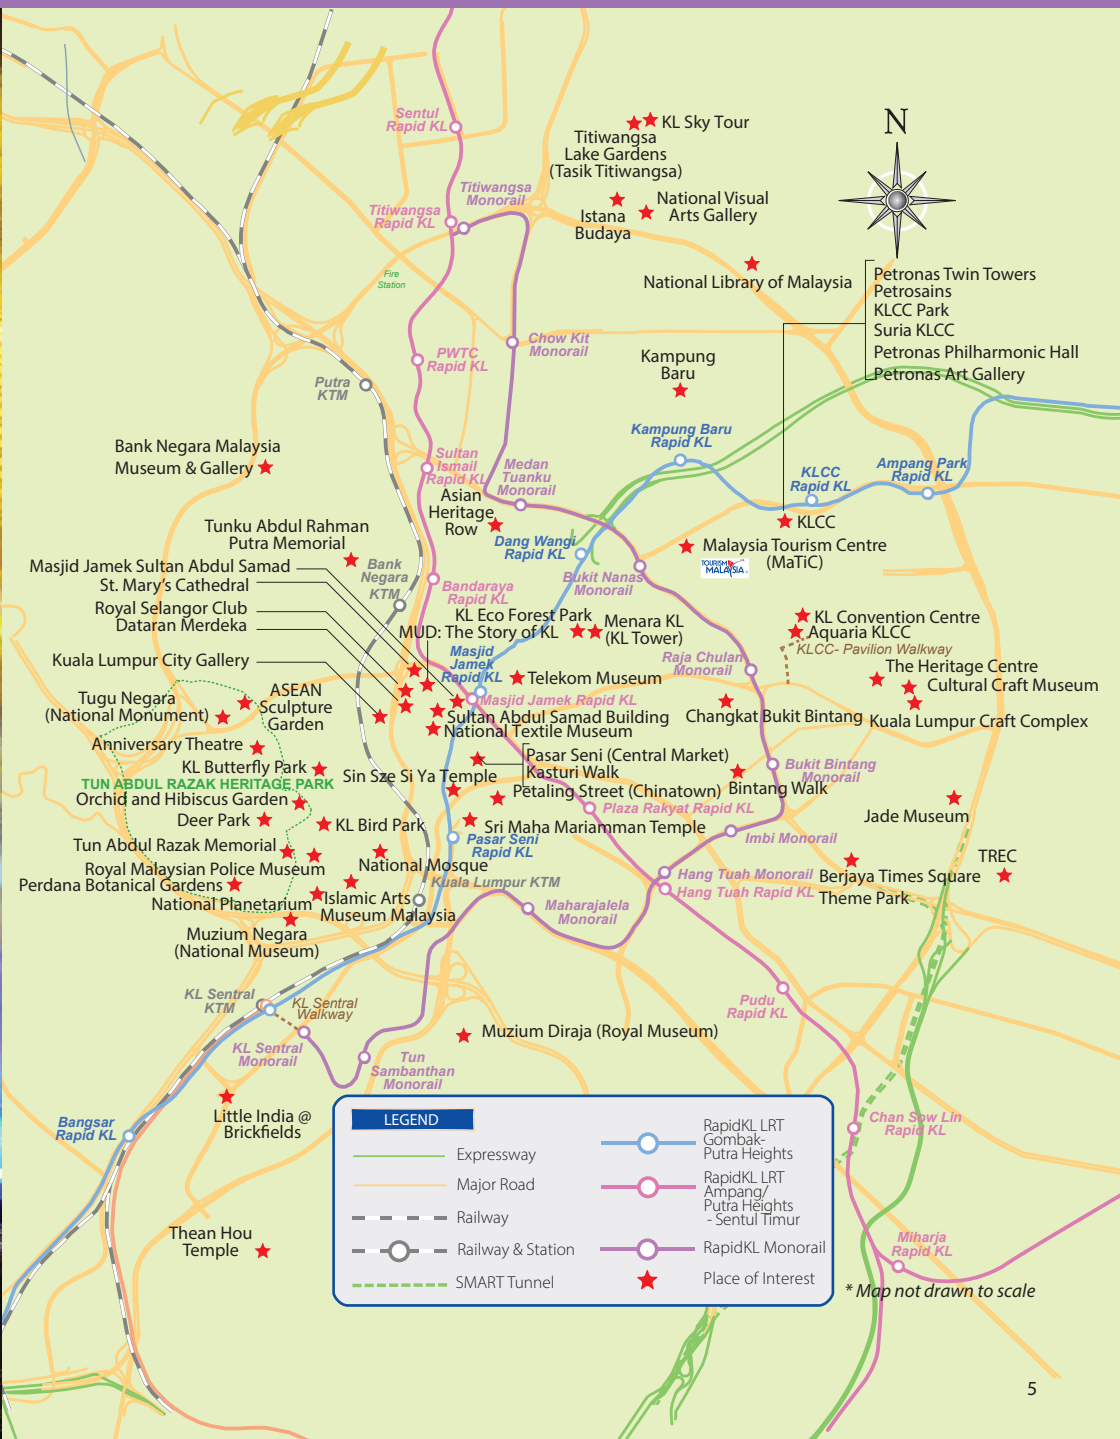 Sentul
Rapid KL
KL Sky Tour
Titiwangsa
Lake Gardens
(Tasik Titiwangsa)
N
Titiwangsa
Monorail
Titiwangsa
Rapid KL
Istana
Budaya
National Visual
Arts Gallery
Fire
Station
National Library of Malaysia
Petronas Twin Towers
Petrosains
KLCC Park
Suria KLCC
Petronas Philharmonic Hall
Petronas Art Gallery
Chow Kit
Monorail
PWTC
Rapid KL
Kampung
Baru
Putra
KTM
Kampung Baru
Rapid KL
Bank Negara Malaysia
Museum & Gallery
Sultan
Ismail
Rapid KL
Medan
Tuanku
Monorail
KLCC
Rapid KL
Ampang Park
Rapid KL
Asian
Heritage
Row
KLCC
Tunku Abdul Rahman
Putra Memorial
Dang Wangi
Rapid KL
Malaysia Tourism Centre
(MaTiC)
TOURISM
MALAYSIA
Masjid Jamek Sultan Abdul Samad
St. Mary's Cathedral
Royal Selangor Club
Dataran Merdeka
Kuala Lumpur City Gallery
Bank
Negara
KTM
Bandaraya
Rapid KL
Bukit Nanas
Monorail
KL Eco Forest Park
Menara KL
(KL Tower)
MUD: The Story of KL
KL Convention Centre
Aquaria KLCC
KLCC- Pavilion Walkway
Masjid
Jamek
Rapid KL
Raja Chulan
Monorail
Telekom Museum
The Heritage Centre
Cultural Craft Museum
Kuala Lumpur Craft Complex
Tugu Negara
(National Monument)
ASEAN
Sculpture
Garden
Masjid Jamek Rapid KL
Sultan Abdul Samad Building
National Textile Museum
Changkat Bukit Bintang
Anniversary Theatre
KL Butterfly Park
TUN ABDUL RAZAK HERITAGE PARK
Orchid and Hibiscus Garden
Deer Park
KL Bird Park
Sin Sze Si Ya Temple
Pasar Seni (Central Market)
Kasturi Walk
Petaling Street (Chinatown)
Bukit Bintang
Monorail
Bintang Walk
Plaza Rakyat Rapid KL
Jade Museum
Sri Maha Mariamman Temple
Pasar Seni
Rapid KL
Imbi Monorail
Tun Abdul Razak Memorial
Royal Malaysian Police Museum
National Mosque
Perdana Botanical Gardens
National Planetarium
Islamic Arts
Museum Malaysia
Kuala Lumpur KTM
Hang Tuah Monorail
Hang Tuah Rapid KL
Berjaya Times Square
Theme Park
TREC
Maharajalela
Monorail
Muzium Negara
(National Museum)
KL Sentral
KTM
KL Sentral
Walkway
KL Sentral
Monorail
Pudu
Rapid KL
Muzium Diraja (Royal Museum)
Tun
Sambanthan
Monorail
Little India @
Brickfields
Bangsar
Rapid KL
Chan Sow Lin
Rapid KL
LEGEND
Expressway
Major Road
Railway
Railway & Station
SMART Tunnel
RapidKL LRT
Gombak-
Putra Heights
RapidKL LRT
Ampang/
Putra Heights
- Sentul Timur
RapidKL Monorail
Place of Interest
Thean Hou
Temple
Miharja
Rapid KL
* Map not drawn to scale
5